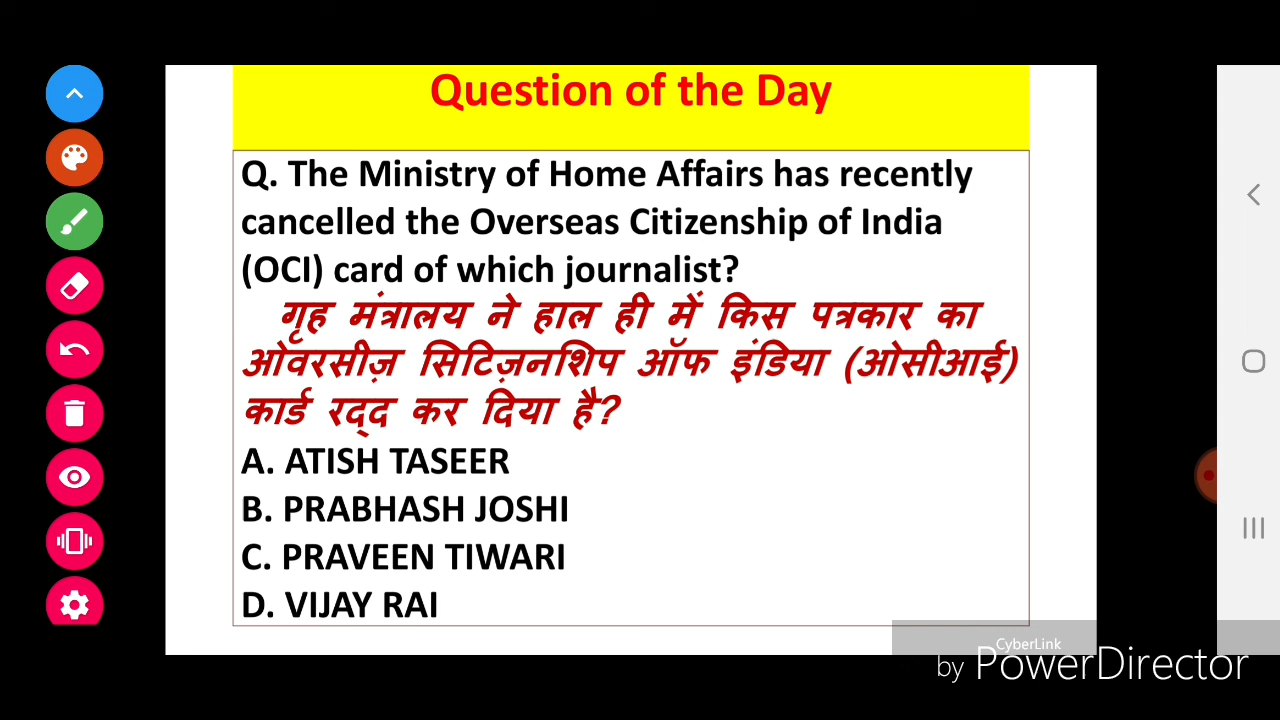 Question of the Day
Q. The Ministry of Home Affairs has recently
cancelled the Overseas Citizenship of India
(OCI) card of which journalist?
गृह मंत्रालय ने हाल ही में किस पत्रकार का
ओवरसीज़ सिटिज़नशिप ऑफ इंडिया (ओसीआई)
कार्ड रद्द कर दिया है?
A. ATISH TASEER
B. PRABHASH JOSHI
C. PRAVEEN TIWARI
D. VIJAY RAI
CyberLink
by PowerDirector